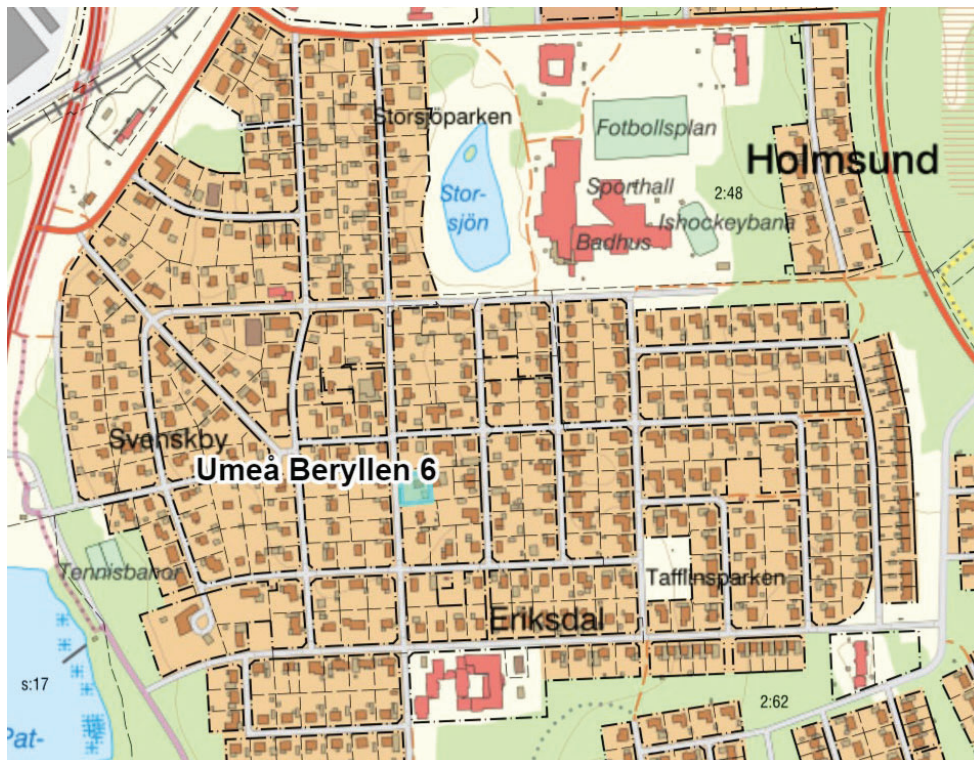 Storsjöparken
Fotbollsplan
Holmsund
Stor-
sjön
Sporthall
2:48
Ishockeybana
Badhus
Svenskby
Umeå Beryllen 6
Tennisbanor
Tafflinsparken
Eriksdal
s:17
2:62
Pat-